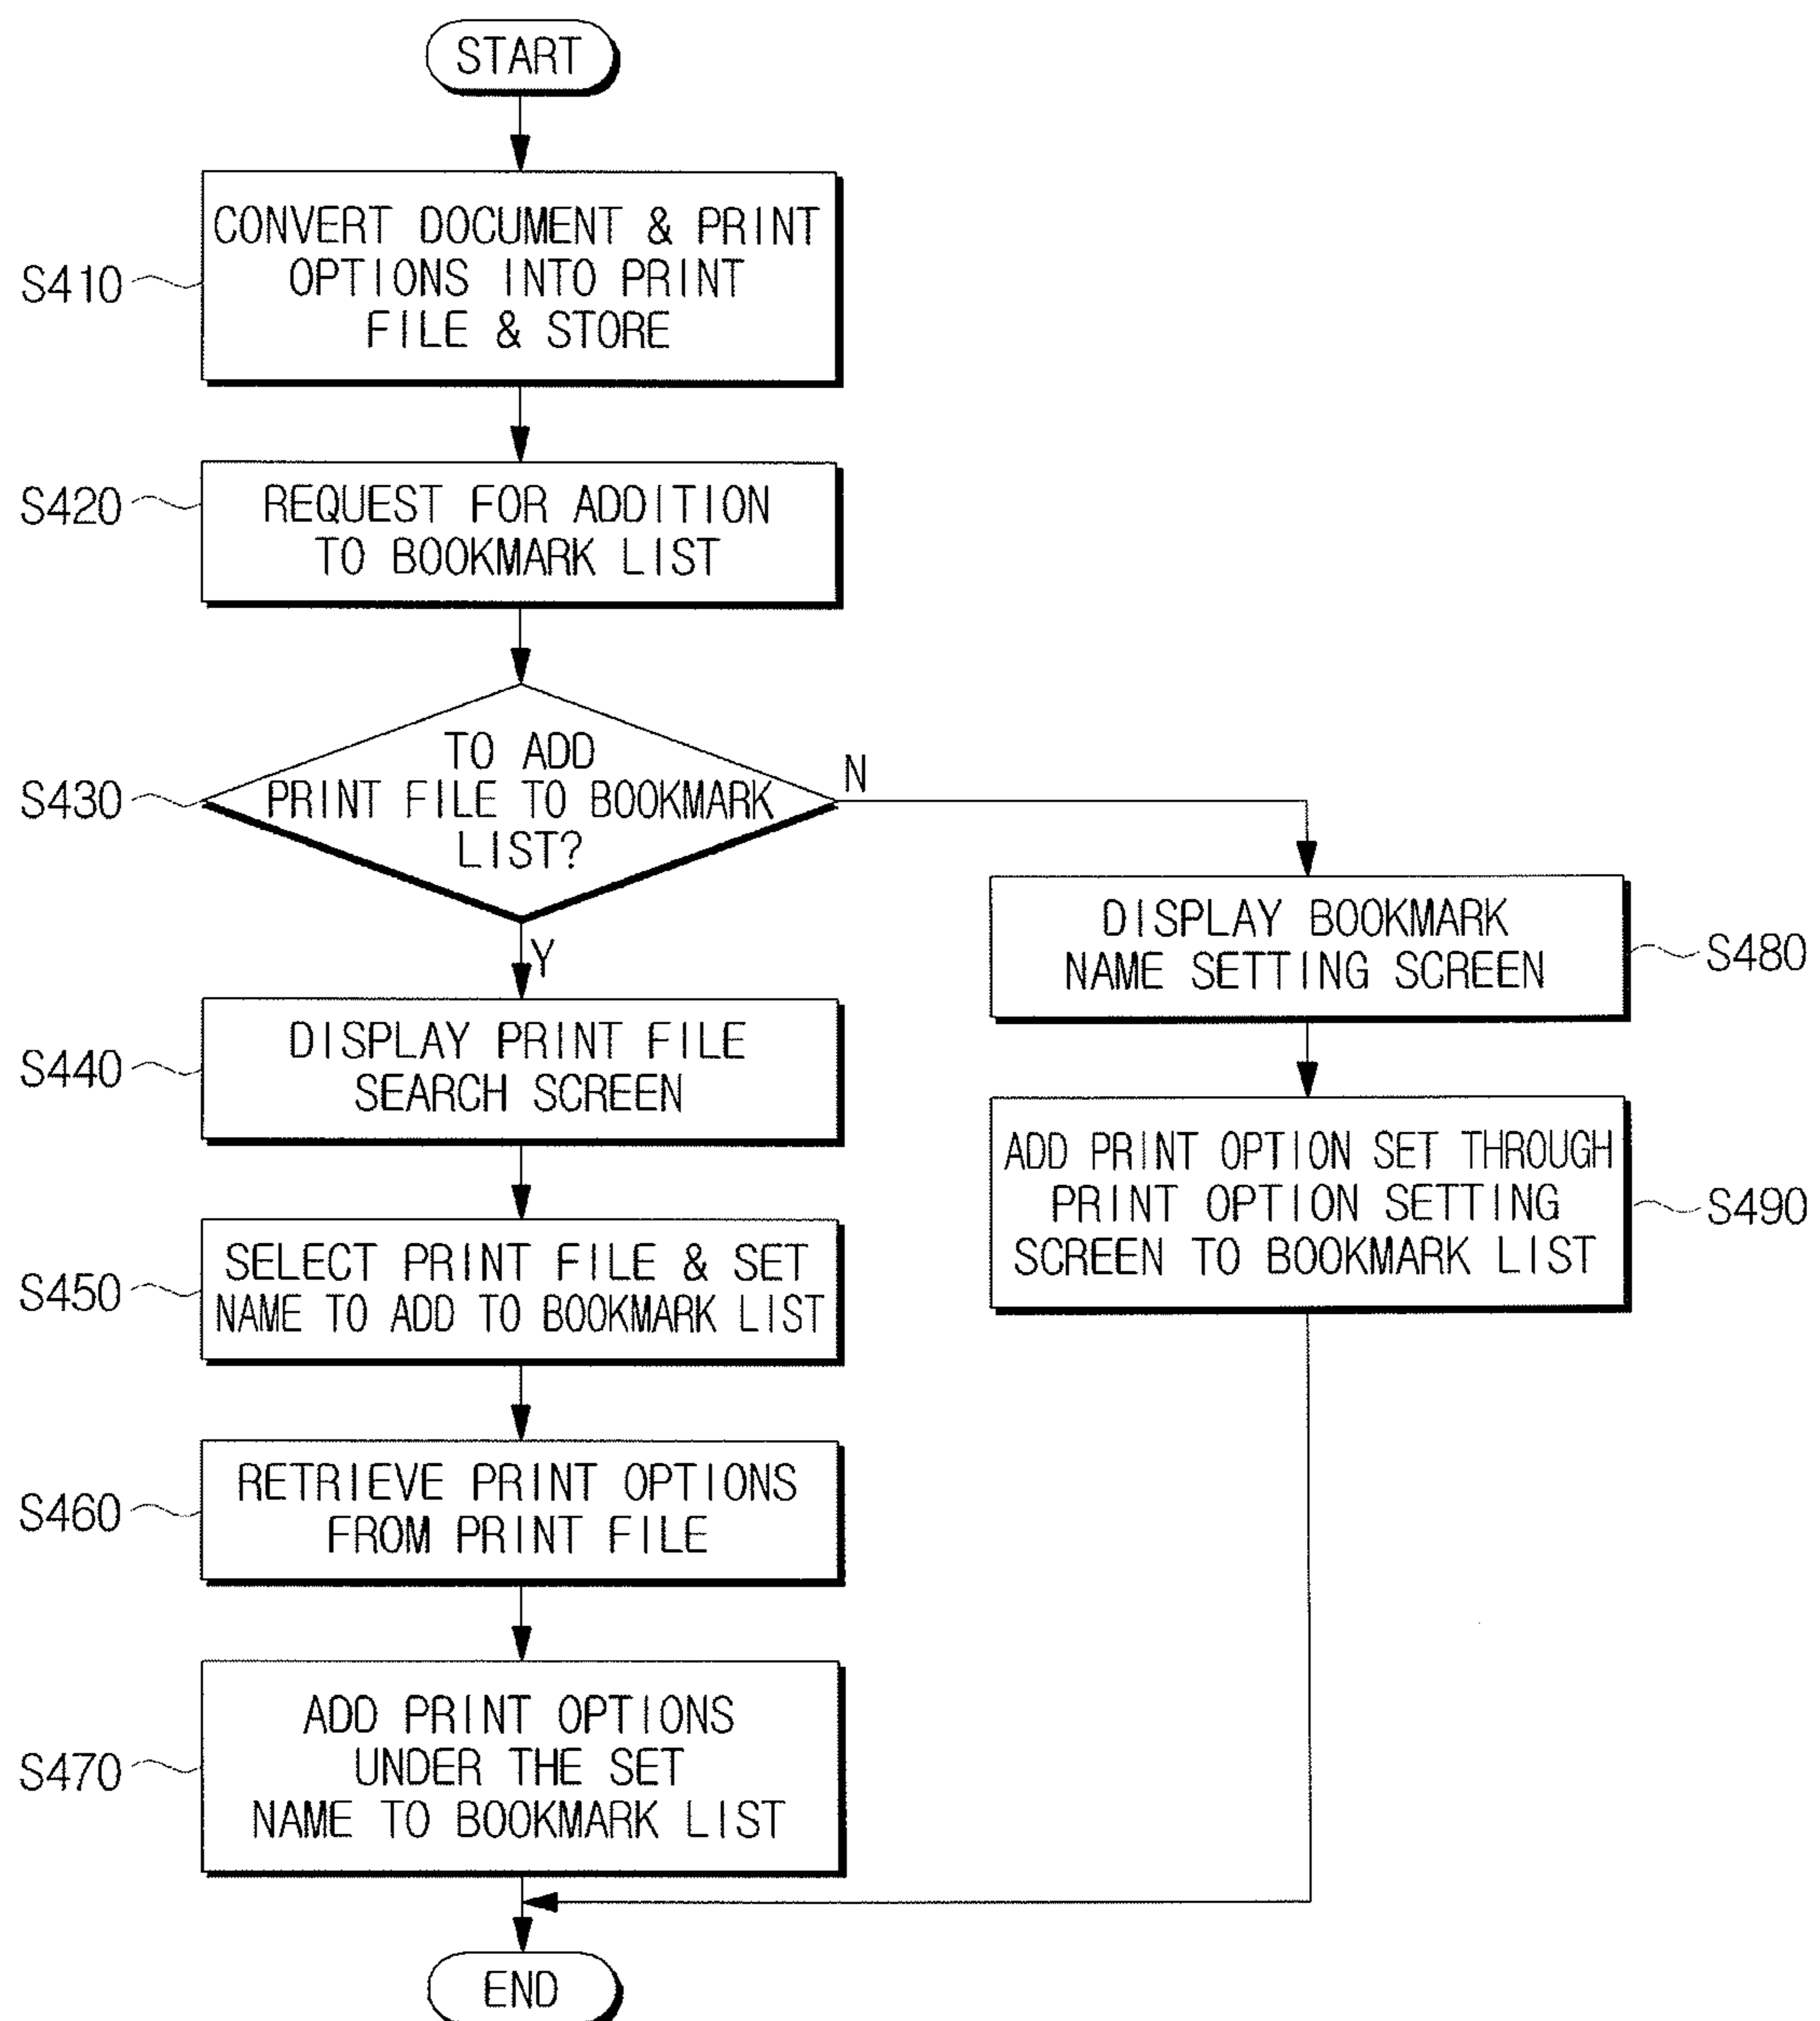 START
S410
CONVERT DOCUMENT & PRINT
OPTIONS INTO PRINT
FILE & STORE
S420
REQUEST FOR ADDITION
TO BOOKMARK LIST
S430
TO ADD
PRINT FILE TO BOOKMARK
LIST?
N
Y
S440
DISPLAY PRINT FILE
SEARCH SCREEN
S450
SELECT PRINT FILE & SET
NAME TO ADD TO BOOKMARK LIST
S460
RETRIEVE PRINT OPTIONS
FROM PRINT FILE
S470
ADD PRINT OPTIONS
UNDER THE SET
NAME TO BOOKMARK LIST
DISPLAY BOOKMARK
NAME SETTING SCREEN
S480
ADD PRINT OPTION SET THROUGH
PRINT OPTION SETTING
SCREEN TO BOOKMARK LIST
S490
END